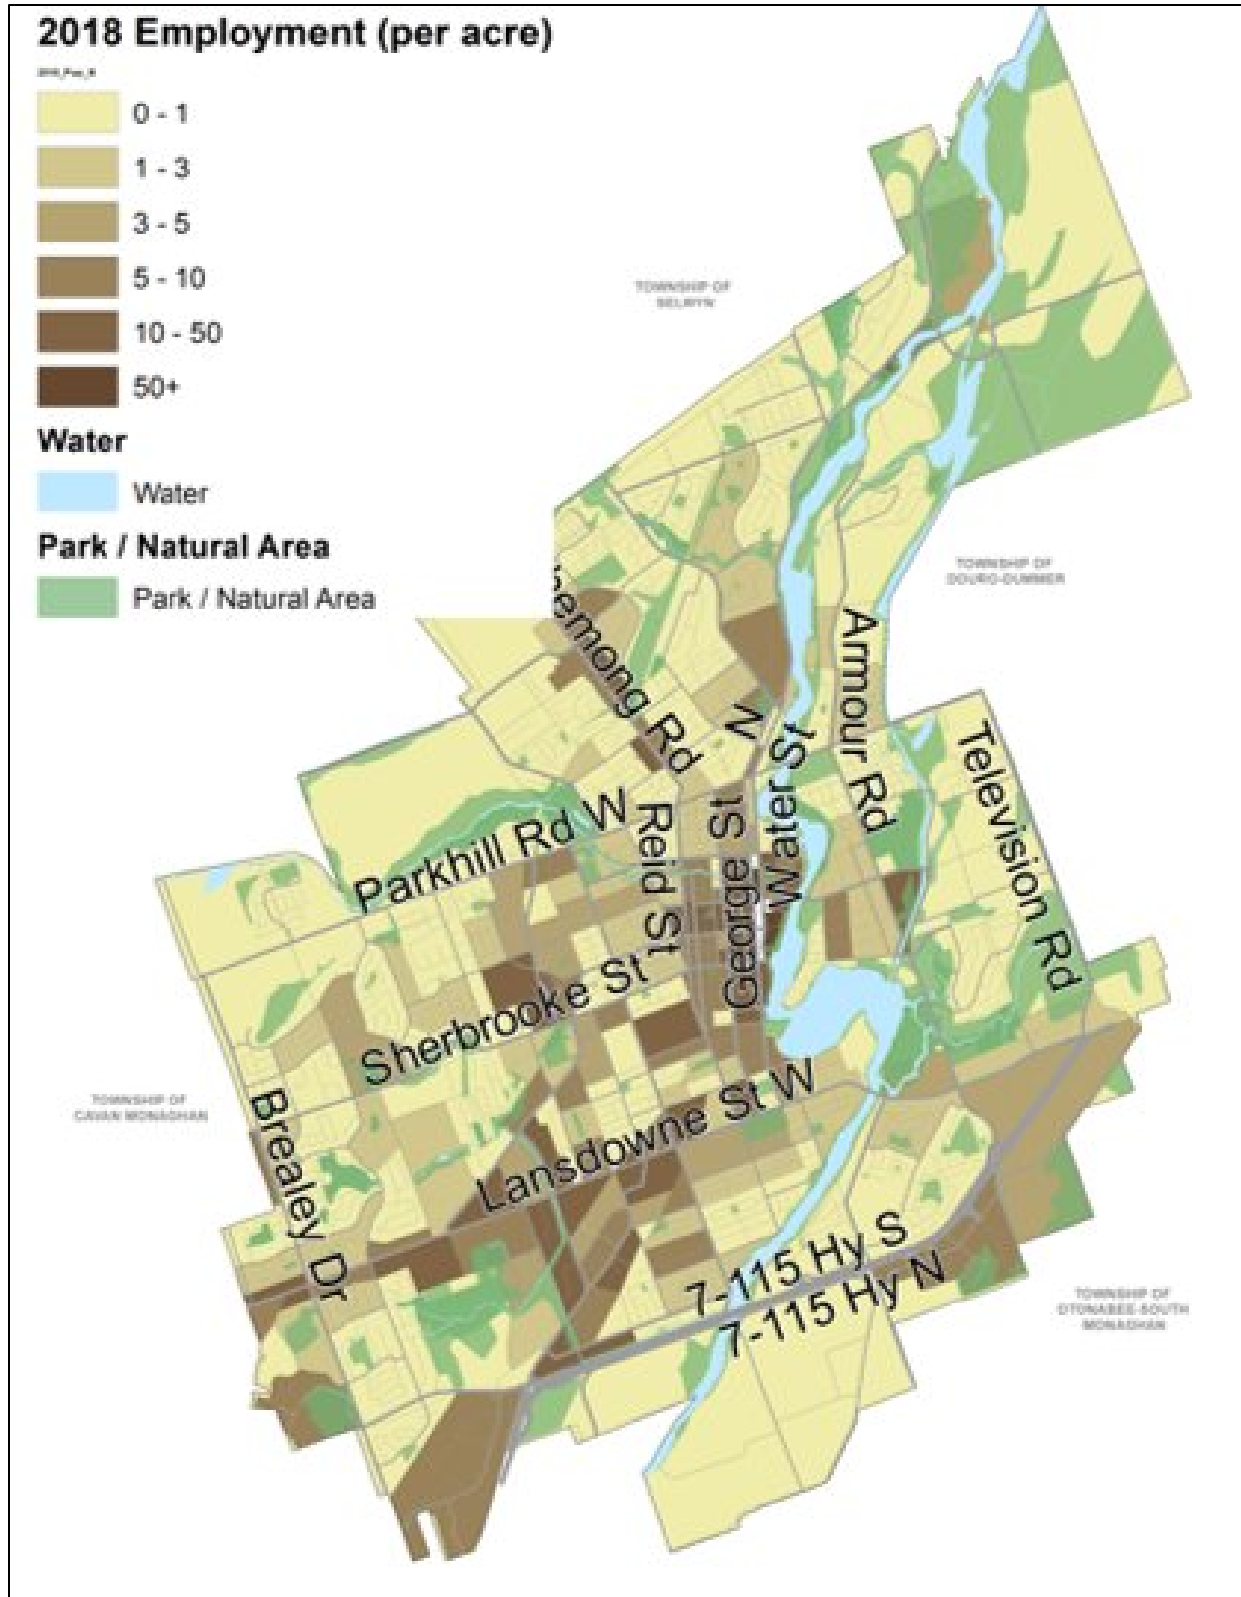 2018 Employment (per acre)
0 - 1
1 - 3
3 - 5
5 - 10
10 - 50
50+
Water
Water
Park / Natural Area
Park / Natural Area
TOWNSHIP OF
SELWYN
TOWNSHIP OF
DOURO-DUMMER
emong Rd
N
Armour Rd
Water St
Television Rd
Parkhill Rd W
Reid St
George St
Sherbrooke St
TOWNSHIP OF
CAVAN MONAGHAN
Brealey Dr
Lansdowne St W
7-115 Hy S
7-115 Hy N
TOWNSHIP OF
OTONABEE-SOUTH
MONAGHAN